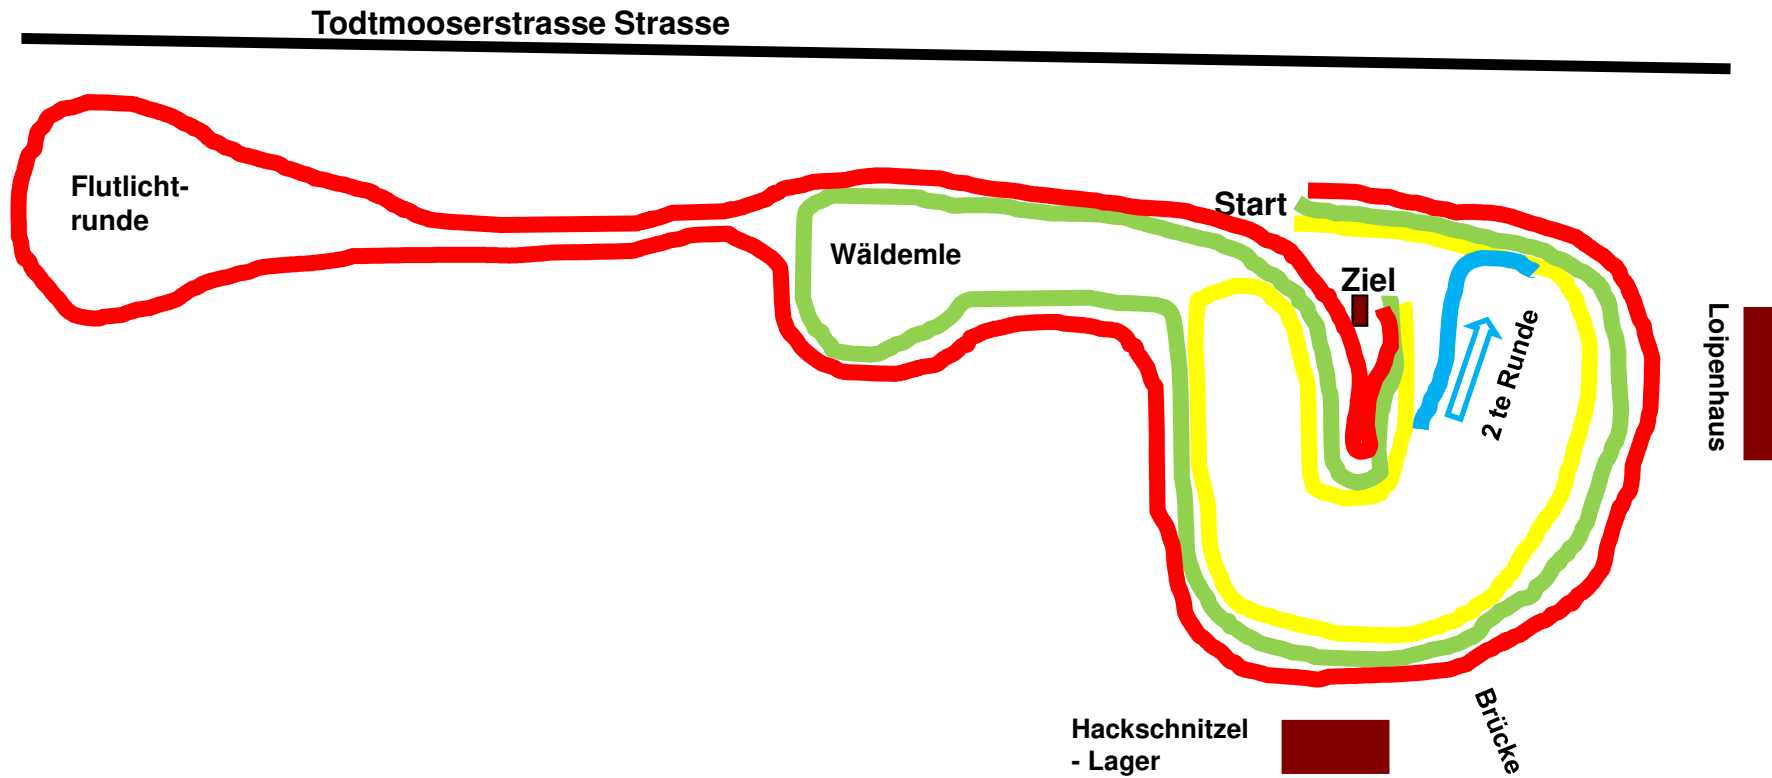 Todtmooserstrasse Strasse
Flutlicht-
runde
Wäldemle
Start
Ziel
2 te Runde
Loipenhaus
Hackschnitzel
- Lager
Brücke